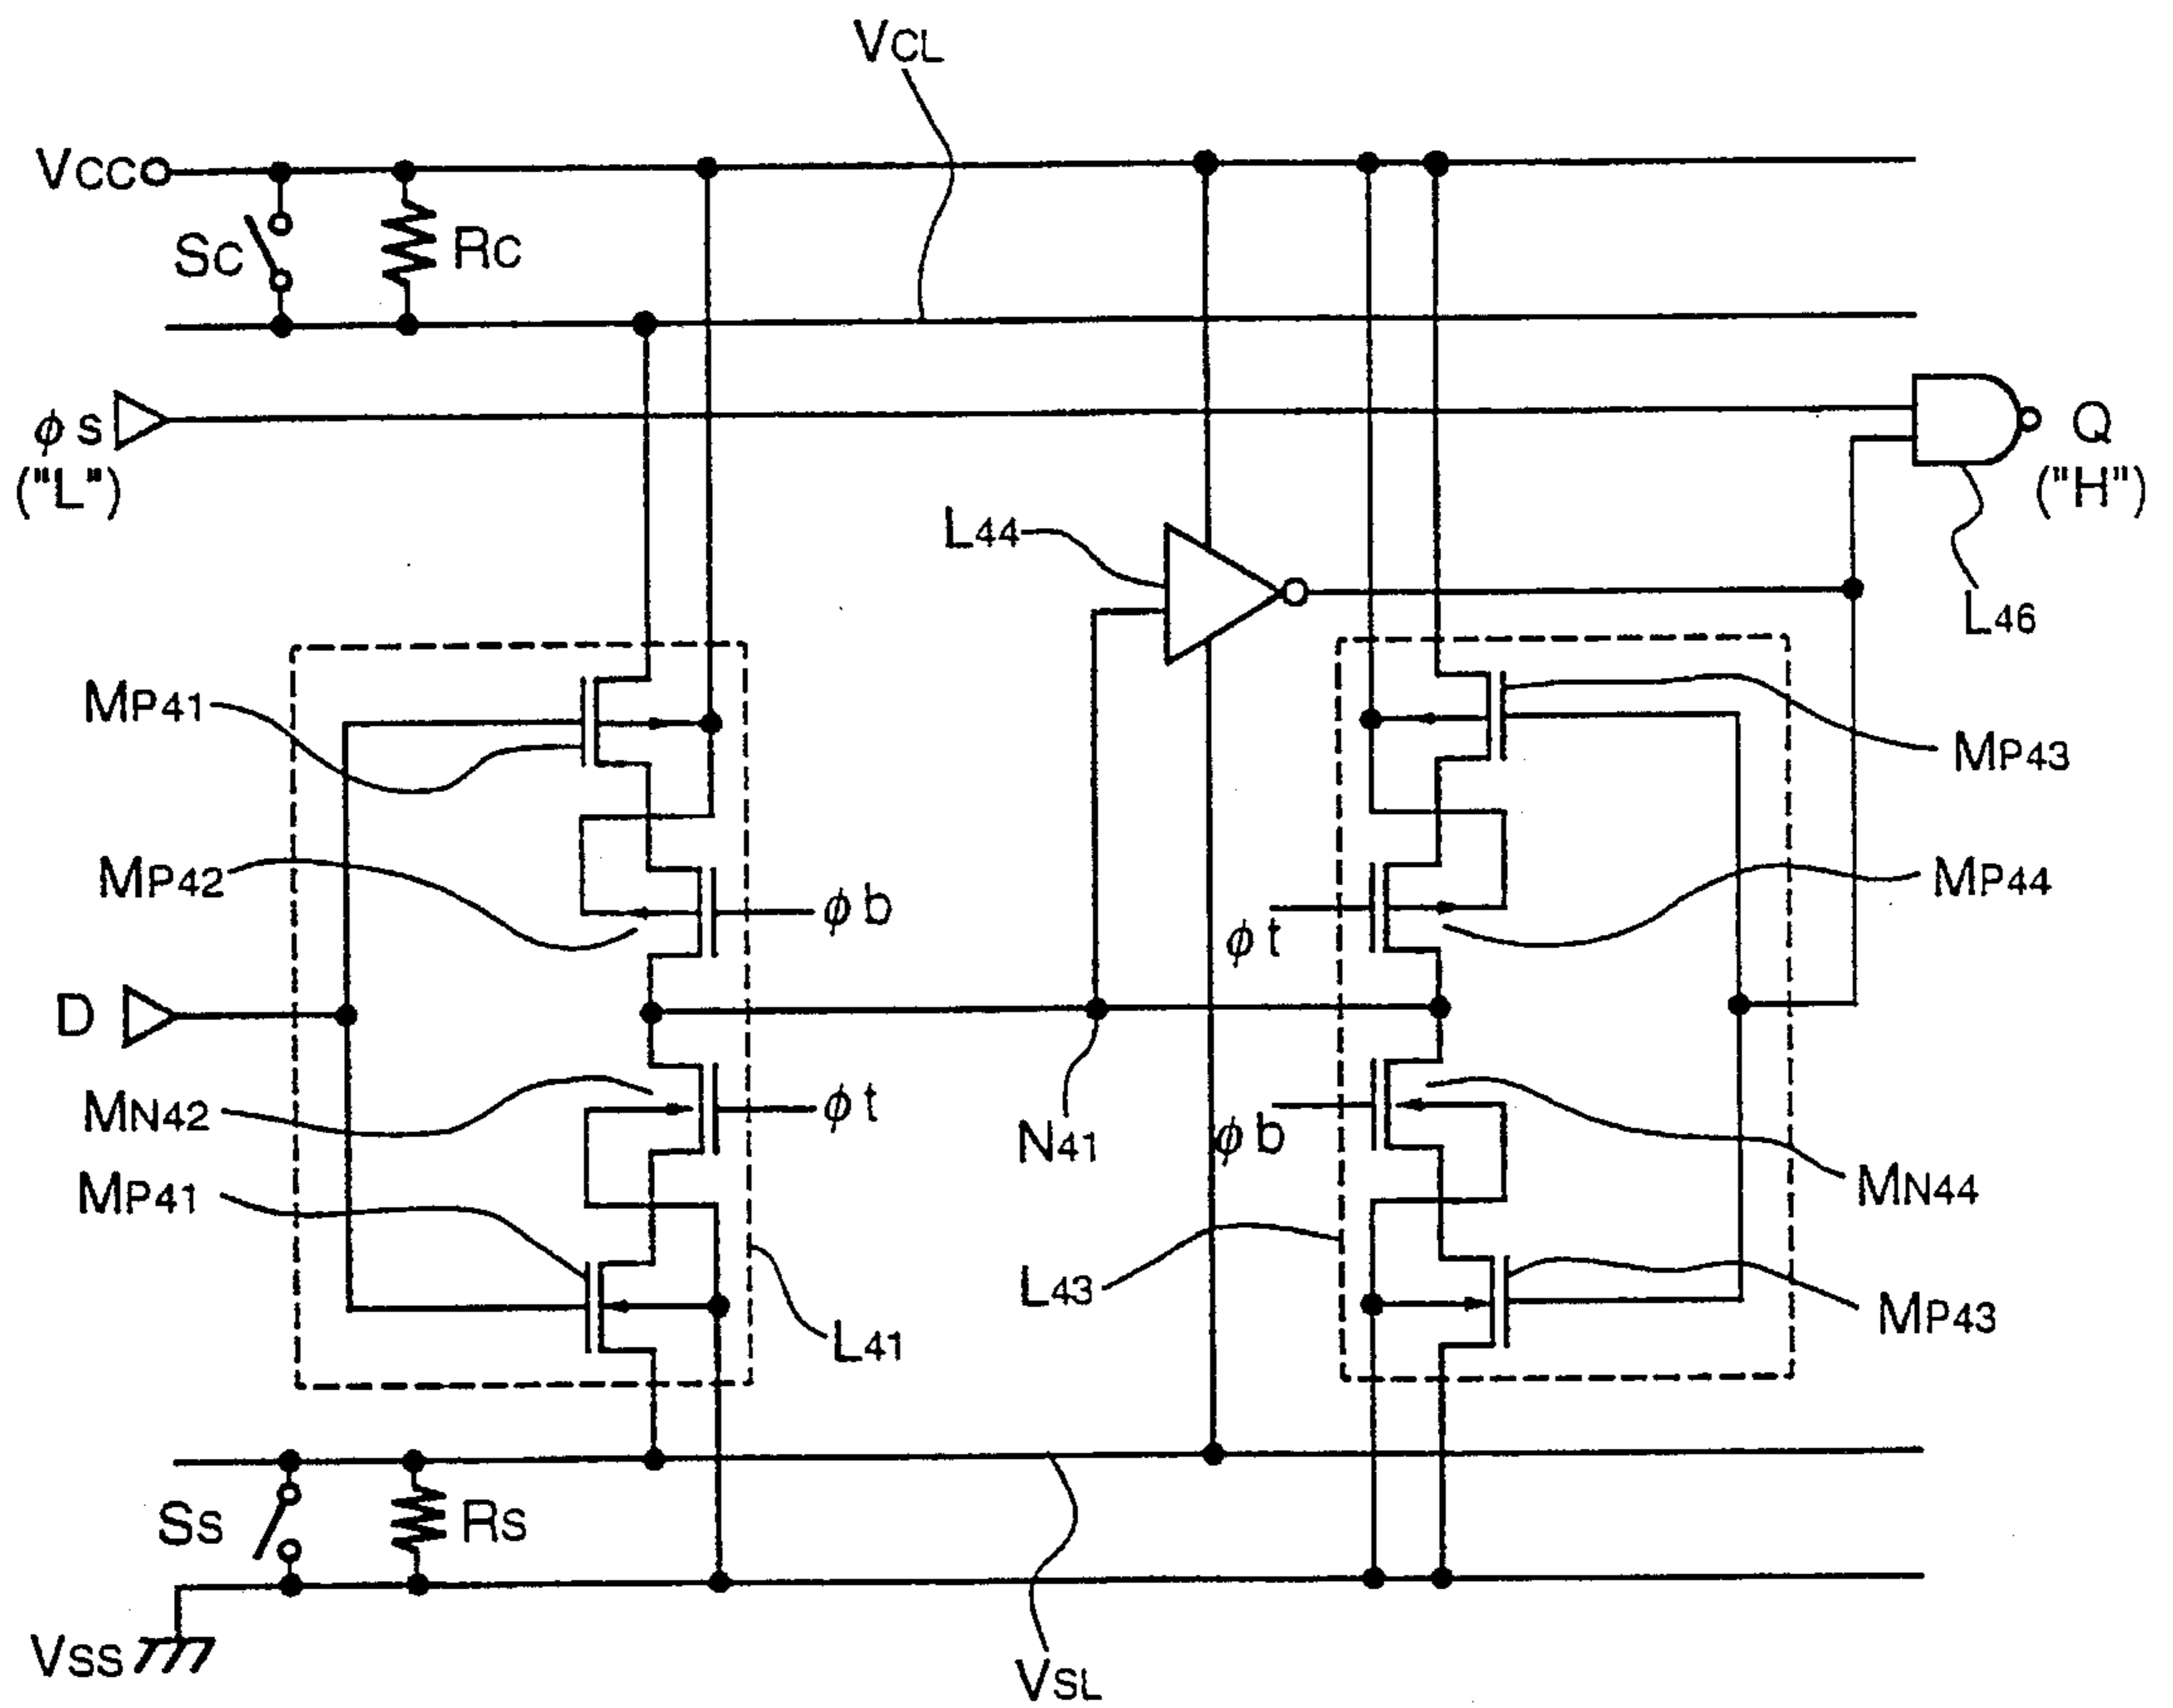 VCL
VCC
SC
RC
φs
("L")
Q
("H")
L44
L46
MP41
MP43
MP42
φb
MP44
φt
D
MN42
φt
N41
φb
MP41
MN44
L43
L41
MP43
SS
RS
VSS
VSL